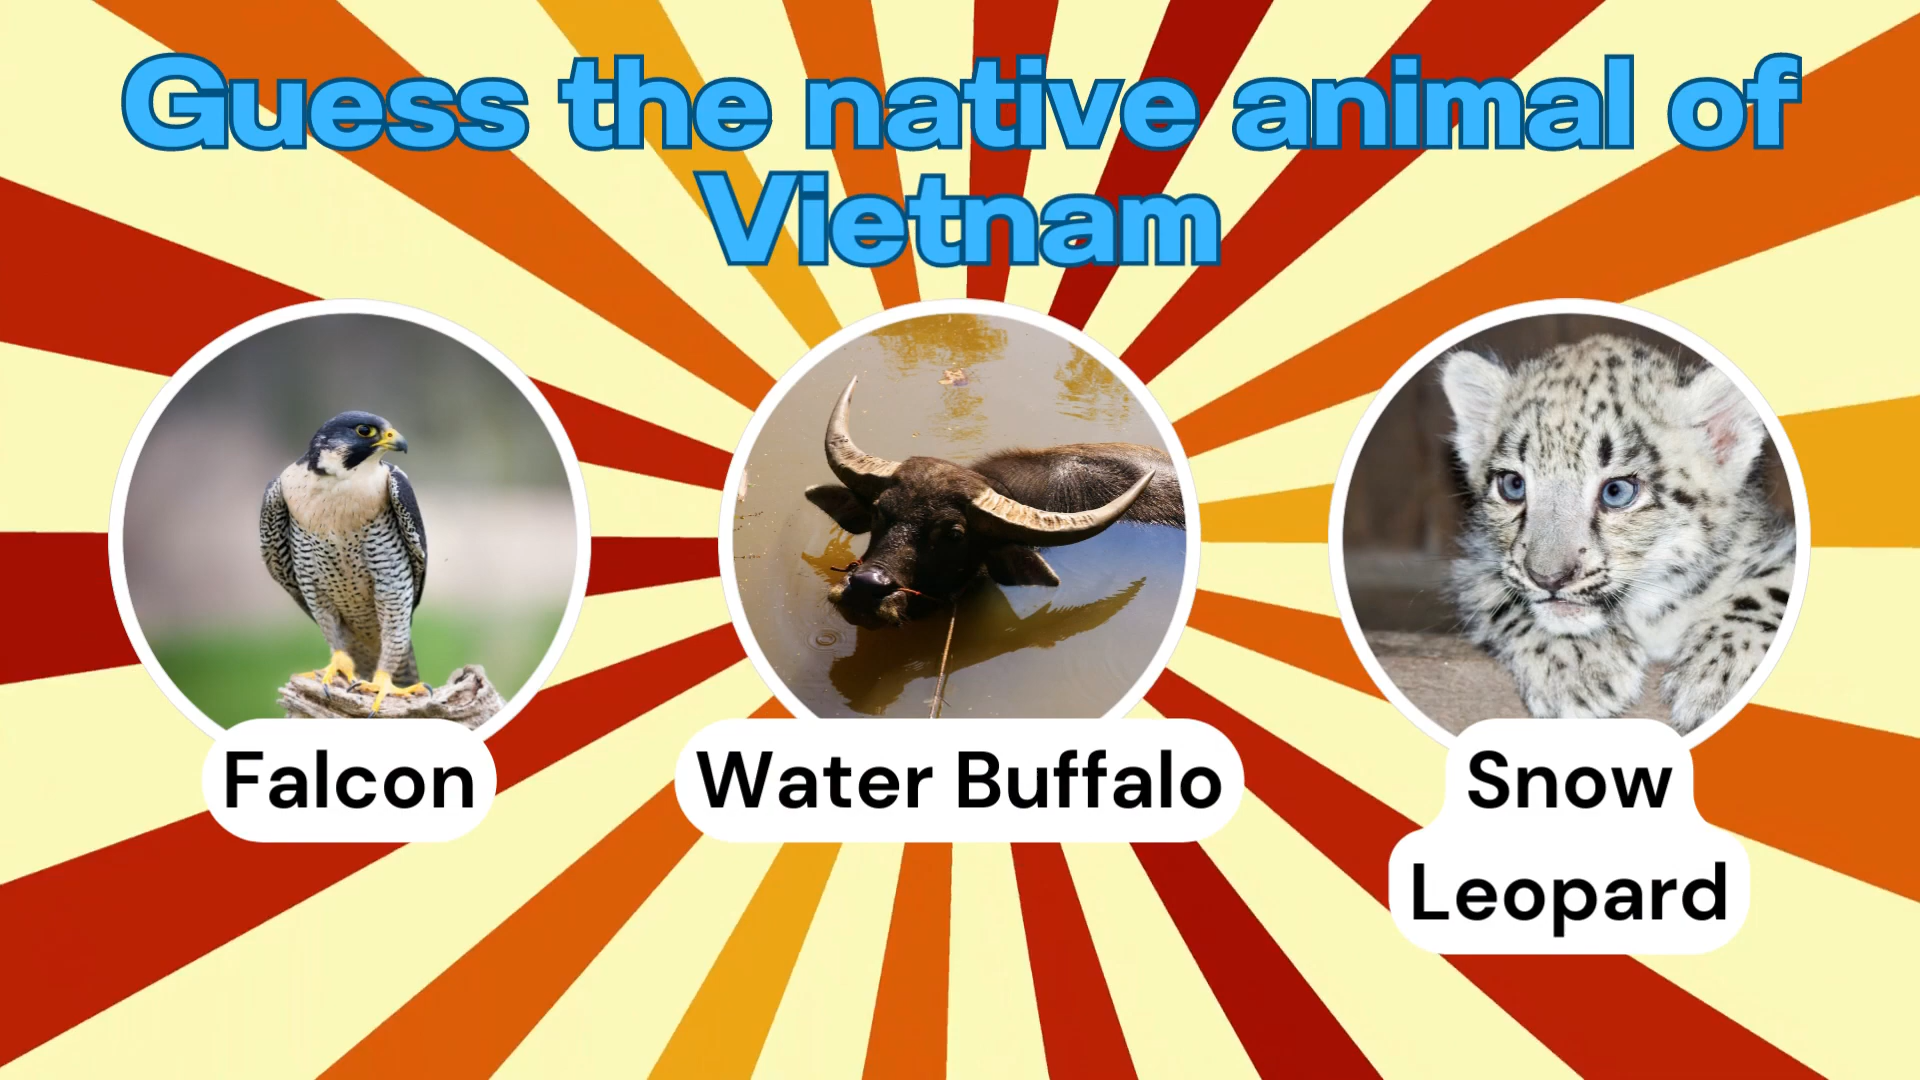 Guess the native animal of
Vietnam
Falcon
Water Buffalo
Snow
Leopard